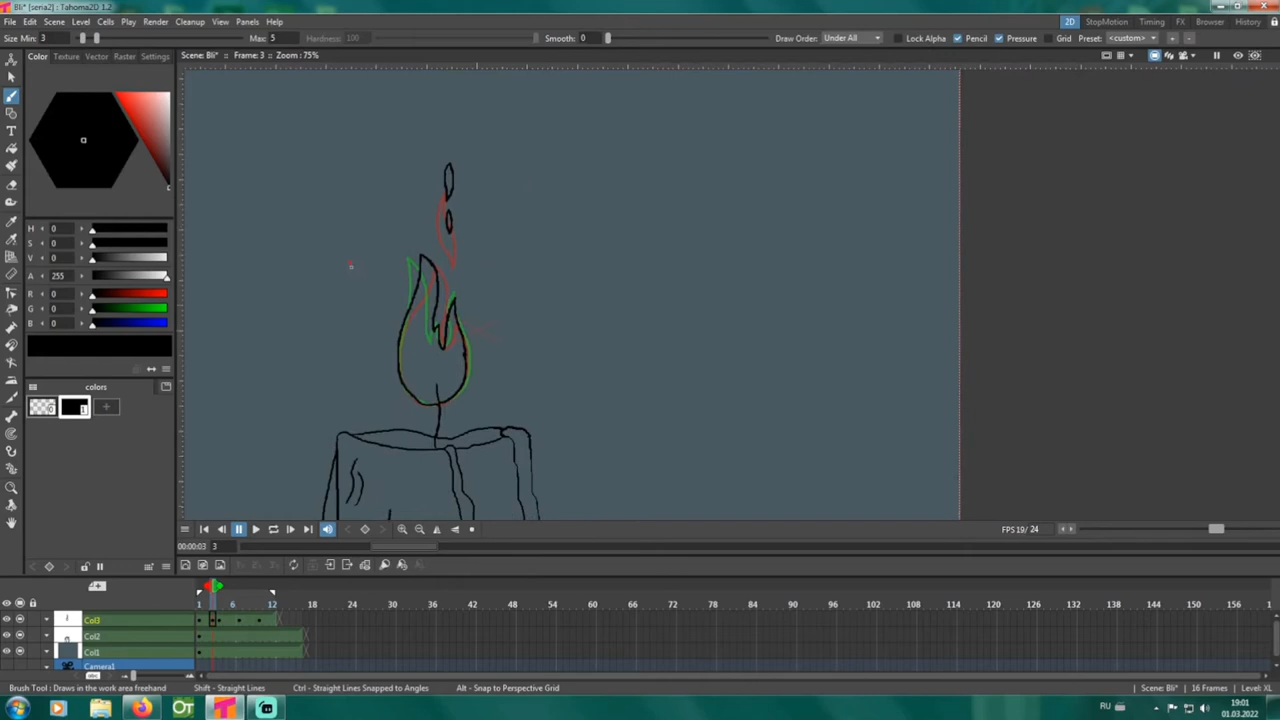 Bli* [seria2] : Tahoma2D 1.2
File Edit Scene Level Cells Play Render Cleanup View Panels Help
2D StopMotion Timing FX Browser History
Size Min: 3 Max: 5 Hardness: 100 Smooth: 0 Draw Order: Under All Lock Alpha Pencil Pressure Grid Preset: <custom>
Color Texture Vector Raster Settings
Scene: Bli* : Frame: 3 : Zoom : 75%
H 0
S 0
V 0
A 255
R 0
G 0
B 0
colors
0 1
FPS 19 / 24
00:00:03 3
1 6 12 18 24 30 36 42 48 54 60 66 72 78 84 90 96 102 108 114 120 126 132 138 144 150 156
Col3
Col2
Col1
Camera1
abc
Brush Tool : Draws in the work area freehand Shift - Straight Lines Ctrl - Straight Lines Snapped to Angles Alt - Snap to Perspective Grid Scene: Bli* : 16 Frames : Level: XL
OT RU 19:01
01.03.2022